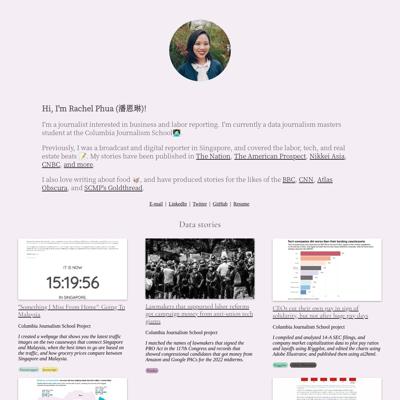 Hi, I'm Rachel Phua (潘恩琳)!
I'm a journalist interested in business and labor reporting. I'm currently a data journalism masters
student at the Columbia Journalism School
Previously, I was a broadcast and digital reporter in Singapore, and covered the labor, tech, and real
estate beats 📝. My stories have been published in The Nation, The American Prospect, Nikkei Asia,
CNBC, and more.
I also love writing about food, and have produced stories for the likes of the BBC, CNN, Atlas
Obscura, and SCMP's Goldthread.
E-mail | LinkedIn | Twitter | GitHub | Resume
Data stories
IT IS NOW
15:19:56
IN SINGAPORE
"Something I Miss From Home": Going To
Malaysia
Columbia Journalism School Project
I created a webpage that shows you the latest traffic
images on the two causeways that connect Singapore
and Malaysia, when the best times to go are based on
the traffic, and how grocery prices compare between
Singapore and Malaysia.
Lawmakers that supported labor reforms
got campaign money from anti-union tech
giants
Columbia Journalism School project
I matched the names of lawmakers that signed the
PRO Act in the 117th Congress and records that
showed congressional candidates that got money from
Amazon and Google PACs for the 2022 midterms.
Tech companies did worse than their banking counterparts
CEOs cut their own pay in sign of
solidarity, but not after huge pay days
Columbia Journalism School project
I compiled and analyzed 14-A SEC filings, and
company market capitalization data to plot pay ratios
and layoffs using R/ggplot, and edited the charts using
Adobe Illustrator, and published them using ai2html.